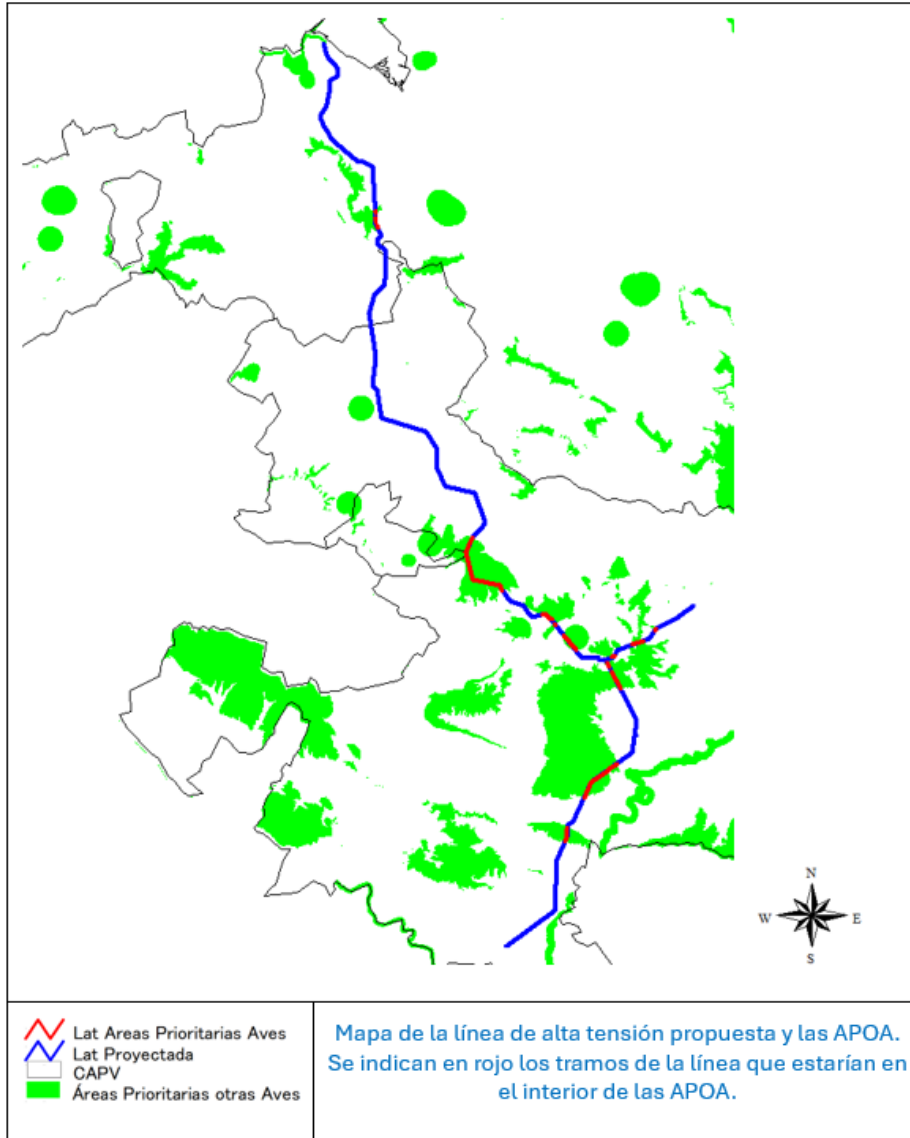 N
W
E
S
Lat Areas Prioritarias Aves
Lat Proyectada
CAPV
Áreas Prioritarias otras Aves
Mapa de la línea de alta tensión propuesta y las APOA.
Se indican en rojo los tramos de la línea que estarían en
el interior de las APOA.